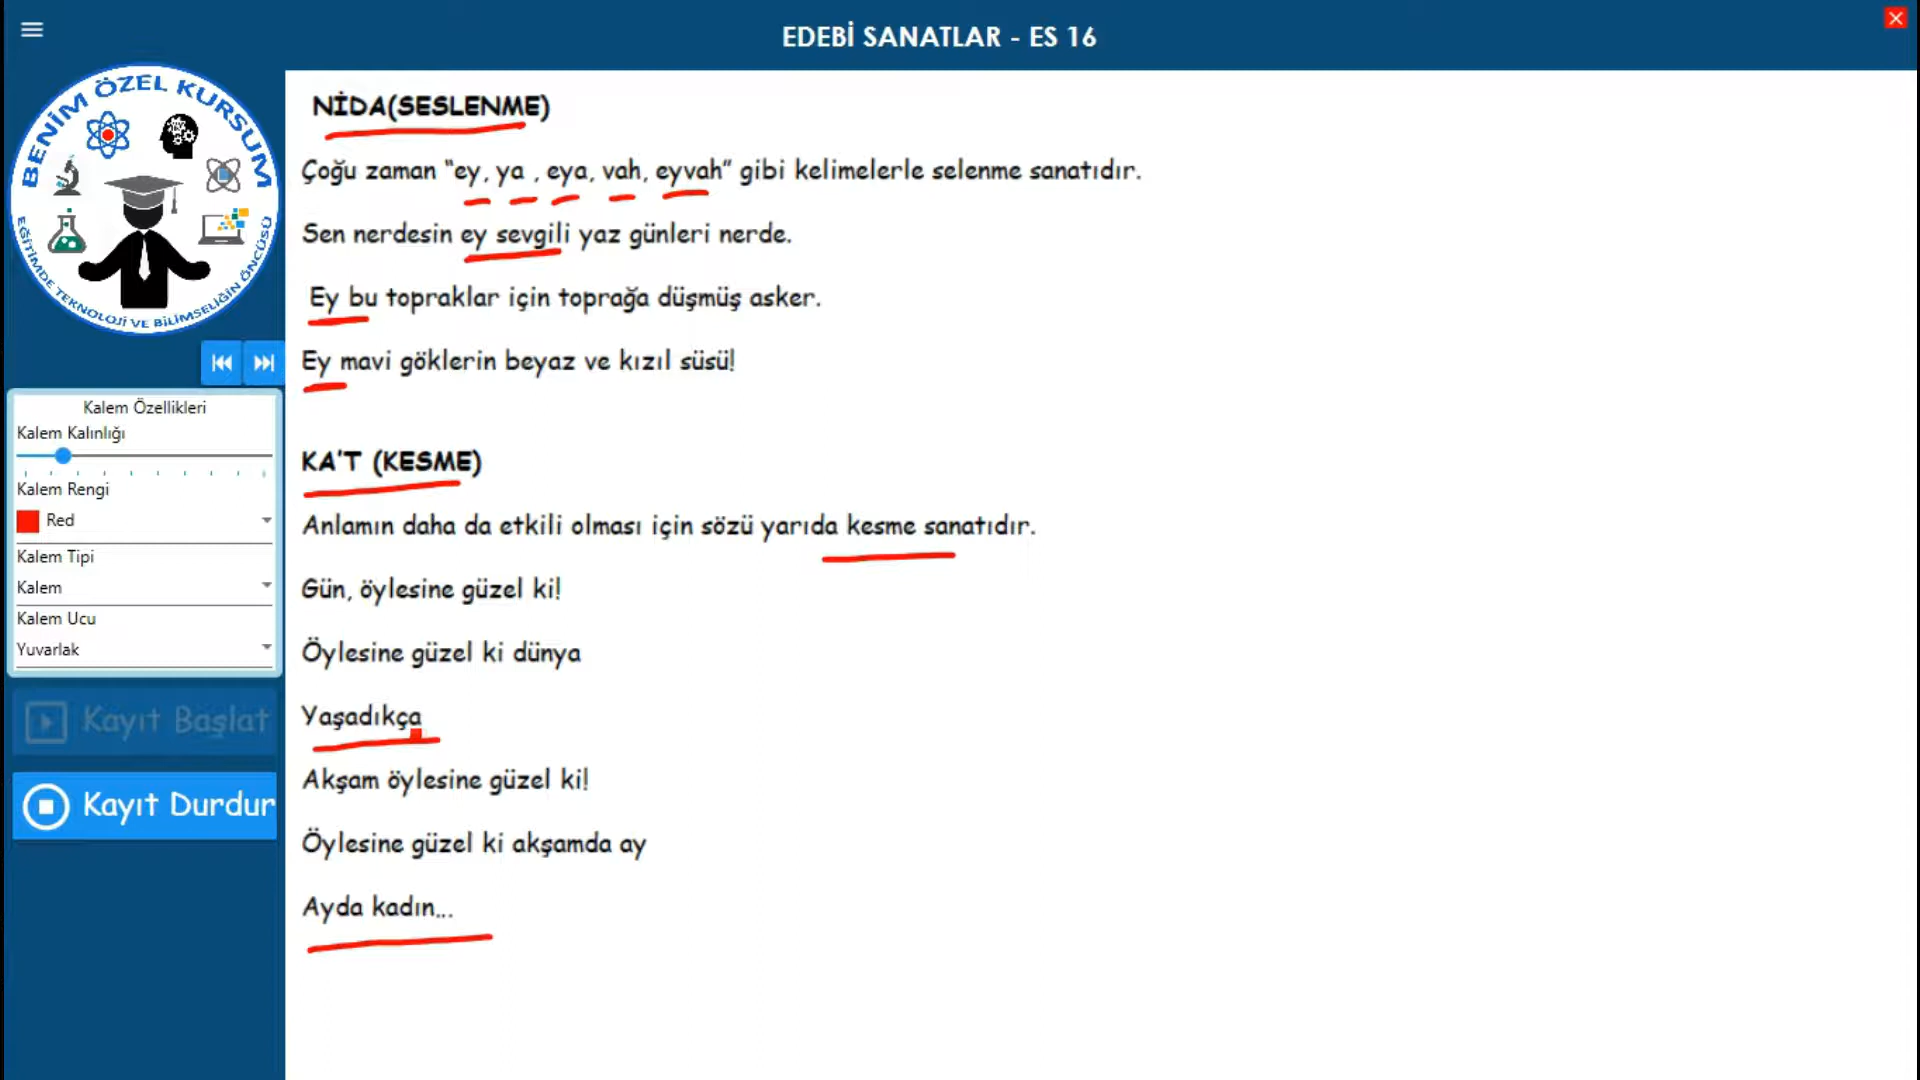 EDEBİ SANATLAR - ES 16
BENİM ÖZEL KURSUM
EĞİTİMDE TEKNOLOJİ VE BİLİMSELİĞİN ÖNCÜSÜ
Kalem Özellikleri
Kalem Kalınlığı
Kalem Rengi
Red
Kalem Tipi
Kalem
Kalem Ucu
Yuvarlak
Kayıt Başlat
Kayıt Durdur
NİDA(SESLENME)
Çoğu zaman “ey, ya , eya, vah, eyvah” gibi kelimelerle selenme sanatıdır.
Sen nerdesin ey sevgili yaz günleri nerde.
Ey bu topraklar için toprağa düşmüş asker.
Ey mavi göklerin beyaz ve kızıl süsü!
KA’T (KESME)
Anlamın daha da etkili olması için sözü yarıda kesme sanatıdır.
Gün, öylesine güzel ki!
Öylesine güzel ki dünya
Yaşadıkça
Akşam öylesine güzel ki!
Öylesine güzel ki akşamda ay
Ayda kadın...